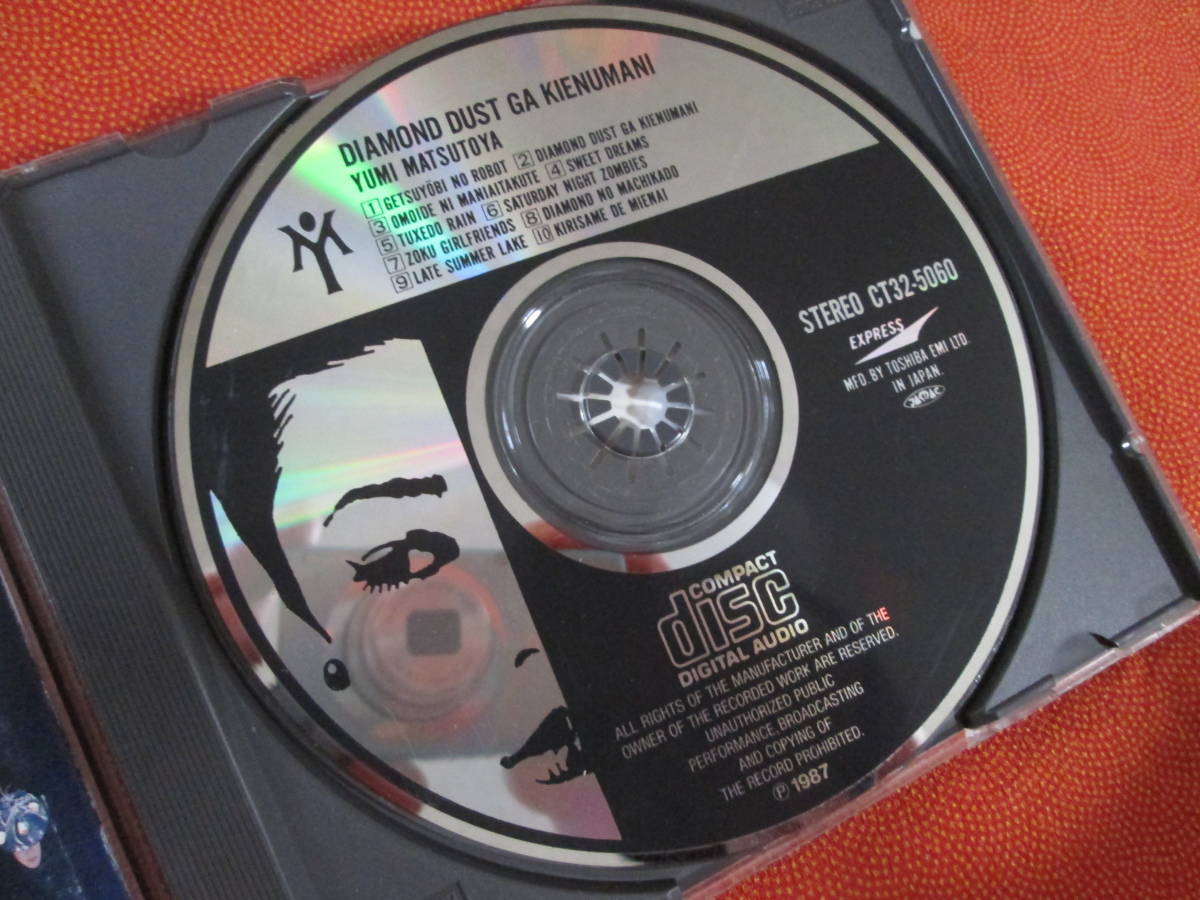 DIAMOND DUST GA KIENUMANI
YUMI MATSUTOYA
1 GETSUYŌBI NO ROBOT 2 DIAMOND DUST GA KIENUMANI
3 OMOIDE NI MANIAITAKUTE 4 SWEET DREAMS
5 TUXEDO RAIN 6 SATURDAY NIGHT ZOMBIES
7 ZOKU GIRLFRIENDS 8 DIAMOND NO MACHIKADO
9 LATE SUMMER LAKE 10 KIRISAME DE MIENAI
STEREO CT32-5060
EXPRESS
MFD. BY TOSHIBA EMI LTD.
IN JAPAN.
COMPACT
disc
DIGITAL AUDIO
ALL RIGHTS OF THE MANUFACTURER AND OF THE
OWNER OF THE RECORDED WORK ARE RESERVED.
UNAUTHORIZED PUBLIC
PERFORMANCE, BROADCASTING
AND COPYING OF
THE RECORD PROHIBITED.
℗ 1987